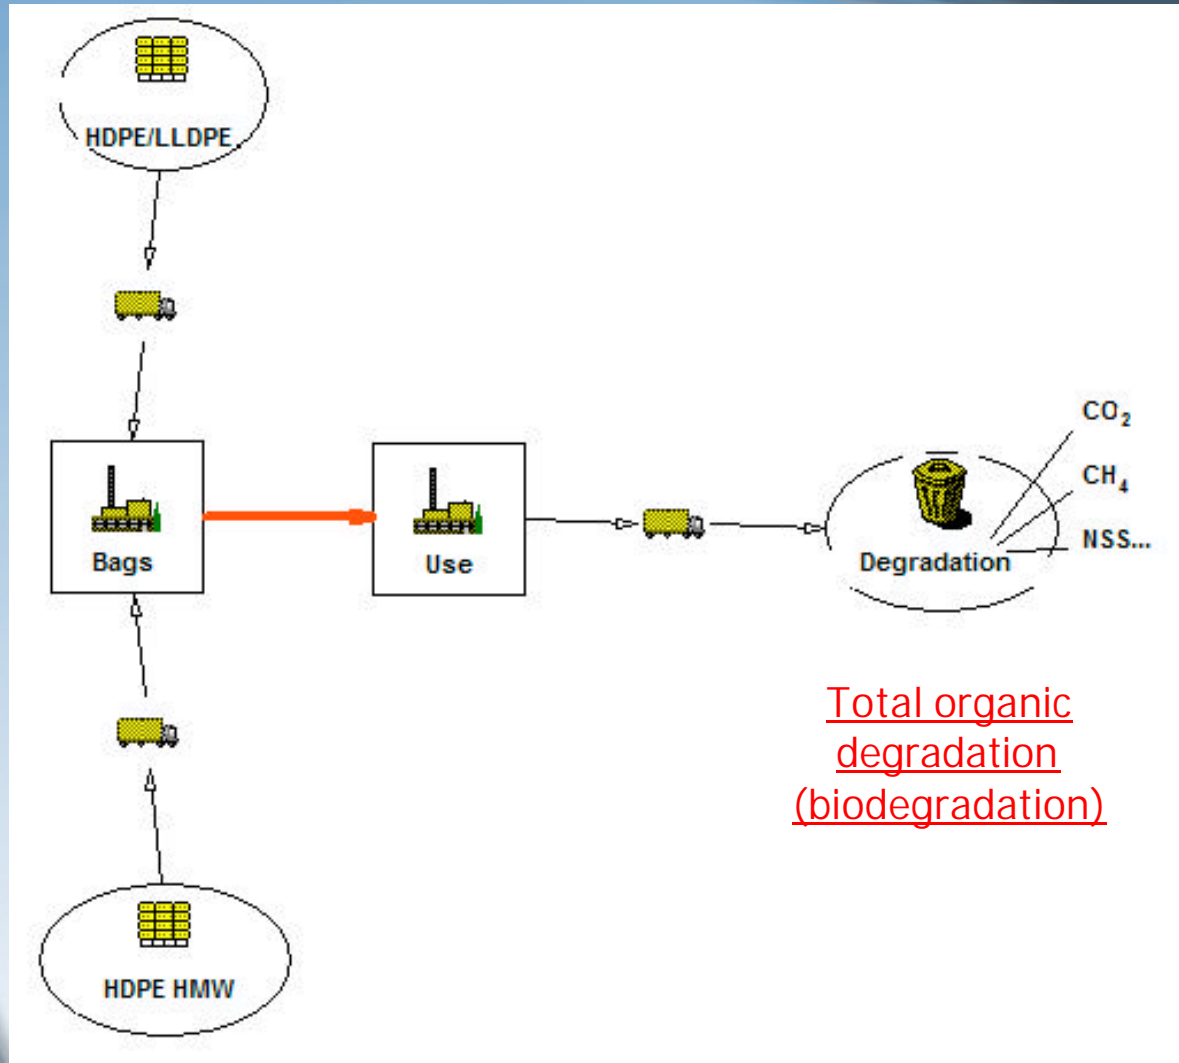 HDPE/LLDPE
CO₂
CH₄
NSS...
Bags
Use
Degradation
Total organic
degradation
(biodegradation)
HDPE HMW